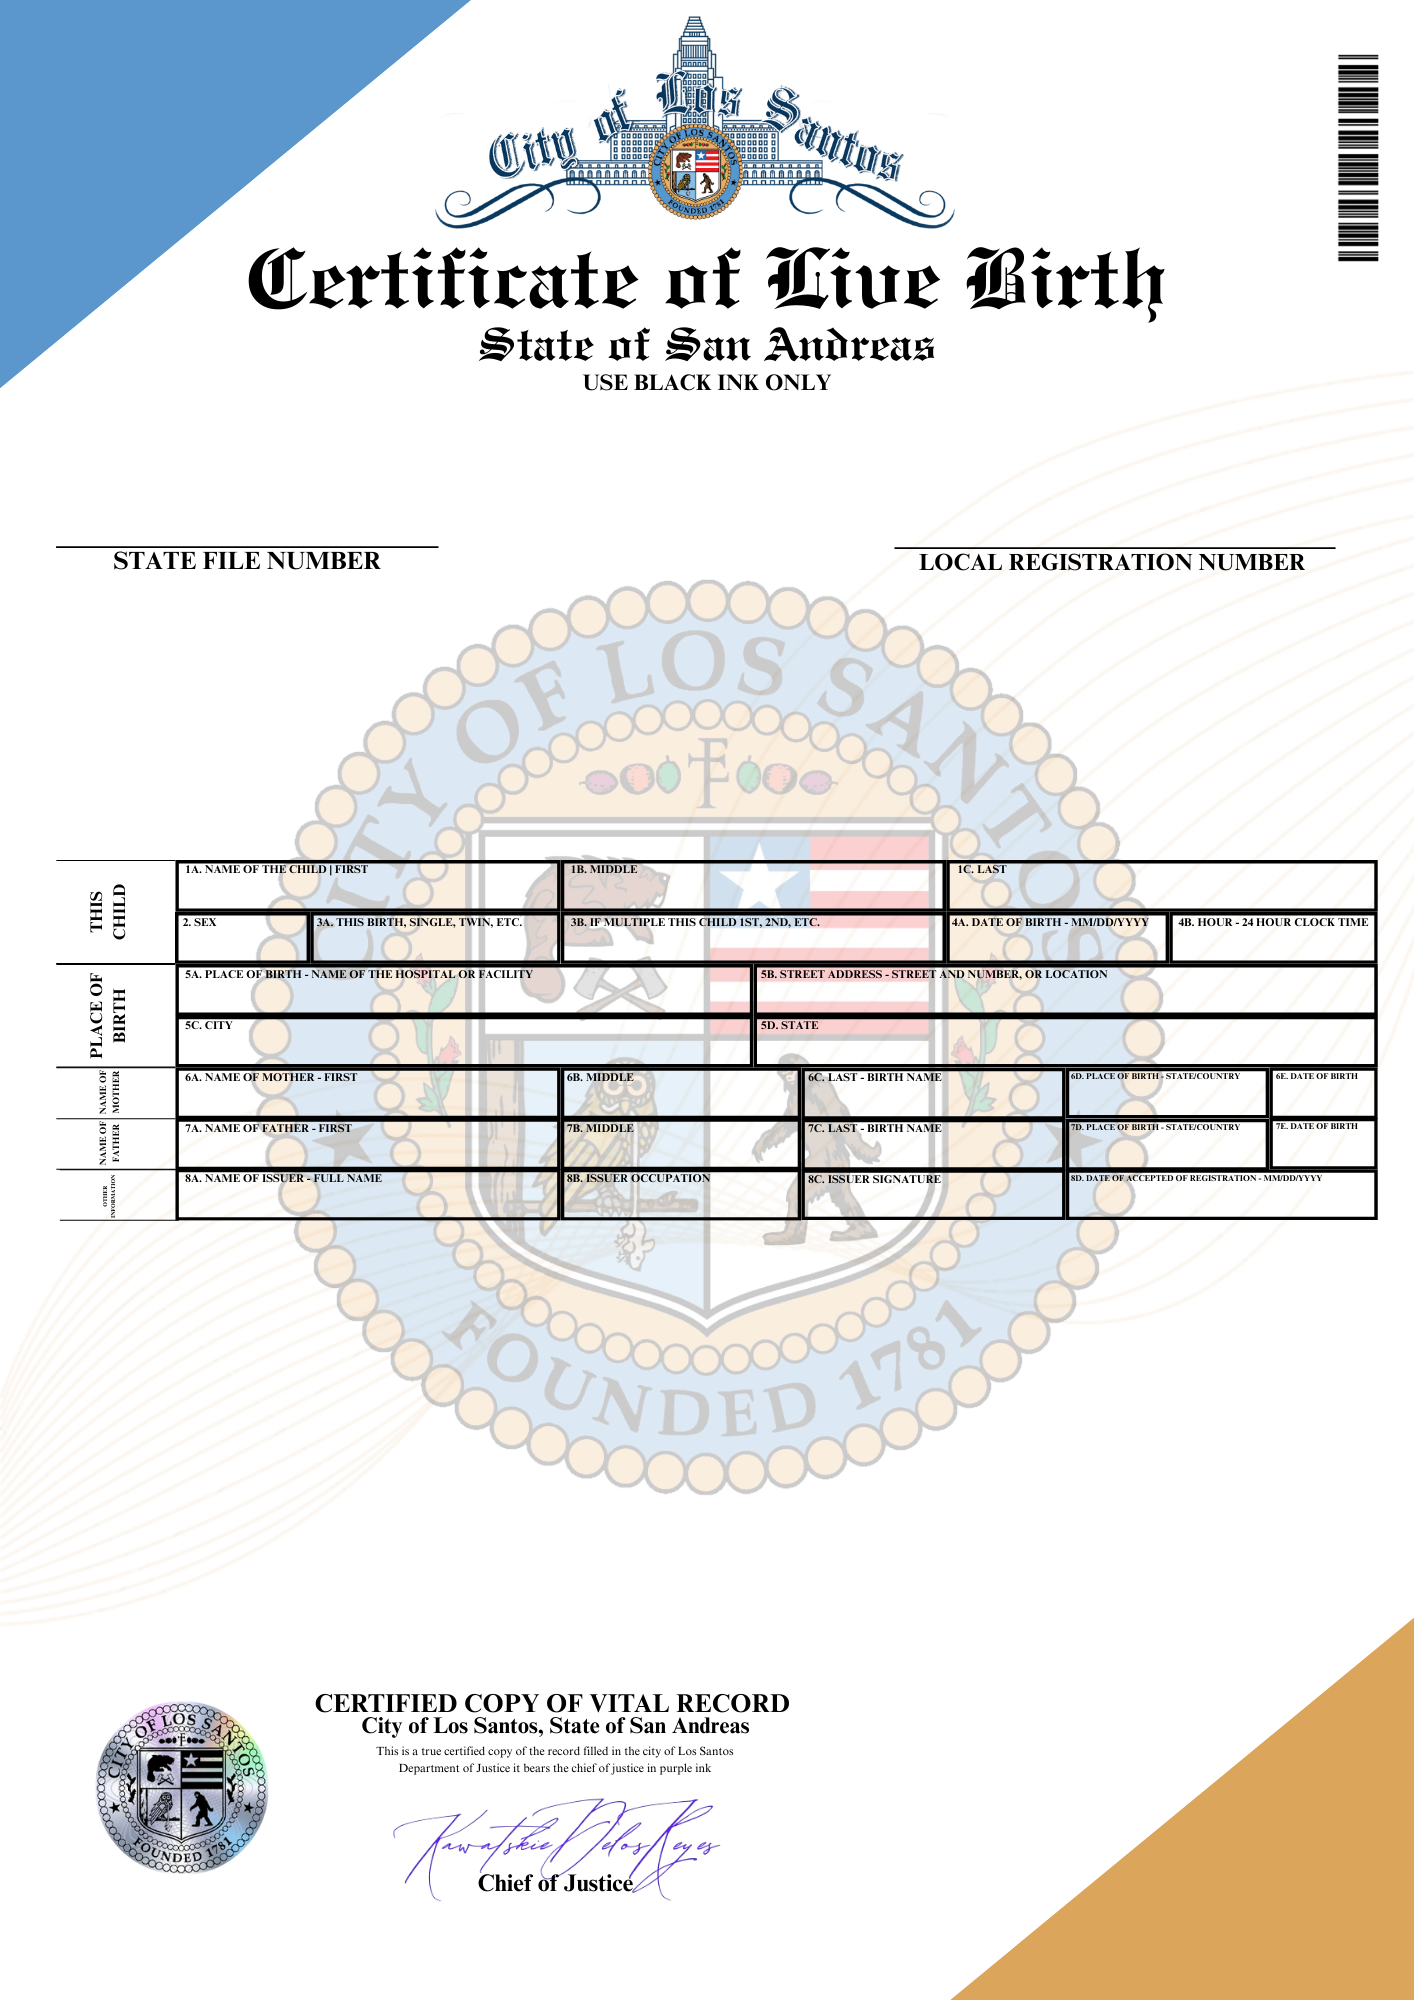 City of Los Santos
CITY OF LOS SANTOS
FOUNDED 1781
Certificate of Live Birth
State of San Andreas
USE BLACK INK ONLY
STATE FILE NUMBER
LOCAL REGISTRATION NUMBER
CITY OF LOS SANTOS
THIS CHILD
1A. NAME OF THE CHILD | FIRST
1B. MIDDLE
1C. LAST
2. SEX
3A. THIS BIRTH, SINGLE, TWIN, ETC.
3B. IF MULTIPLE THIS CHILD 1ST, 2ND, ETC.
4A. DATE OF BIRTH - MM/DD/YYYY
4B. HOUR - 24 HOUR CLOCK TIME
PLACE OF BIRTH
5A. PLACE OF BIRTH - NAME OF THE HOSPITAL OR FACILITY
5B. STREET ADDRESS - STREET AND NUMBER, OR LOCATION
5C. CITY
5D. STATE
NAME OF MOTHER
6A. NAME OF MOTHER - FIRST
6B. MIDDLE
6C. LAST - BIRTH NAME
6D. PLACE OF BIRTH - STATE/COUNTRY
6E. DATE OF BIRTH
NAME OF FATHER
7A. NAME OF FATHER - FIRST
7B. MIDDLE
7C. LAST - BIRTH NAME
7D. PLACE OF BIRTH - STATE/COUNTRY
7E. DATE OF BIRTH
OTHER INFORMATION
8A. NAME OF ISSUER - FULL NAME
8B. ISSUER OCCUPATION
8C. ISSUER SIGNATURE
8D. DATE OF ACCEPTED OF REGISTRATION - MM/DD/YYYY
FOUNDED 1781
CERTIFIED COPY OF VITAL RECORD
City of Los Santos, State of San Andreas
This is a true certified copy of the record filled in the city of Los Santos
Department of Justice it bears the chief of justice in purple ink
Kawatskie Delos Reyes
Chief of Justice
CITY OF LOS SANTOS
FOUNDED 1781